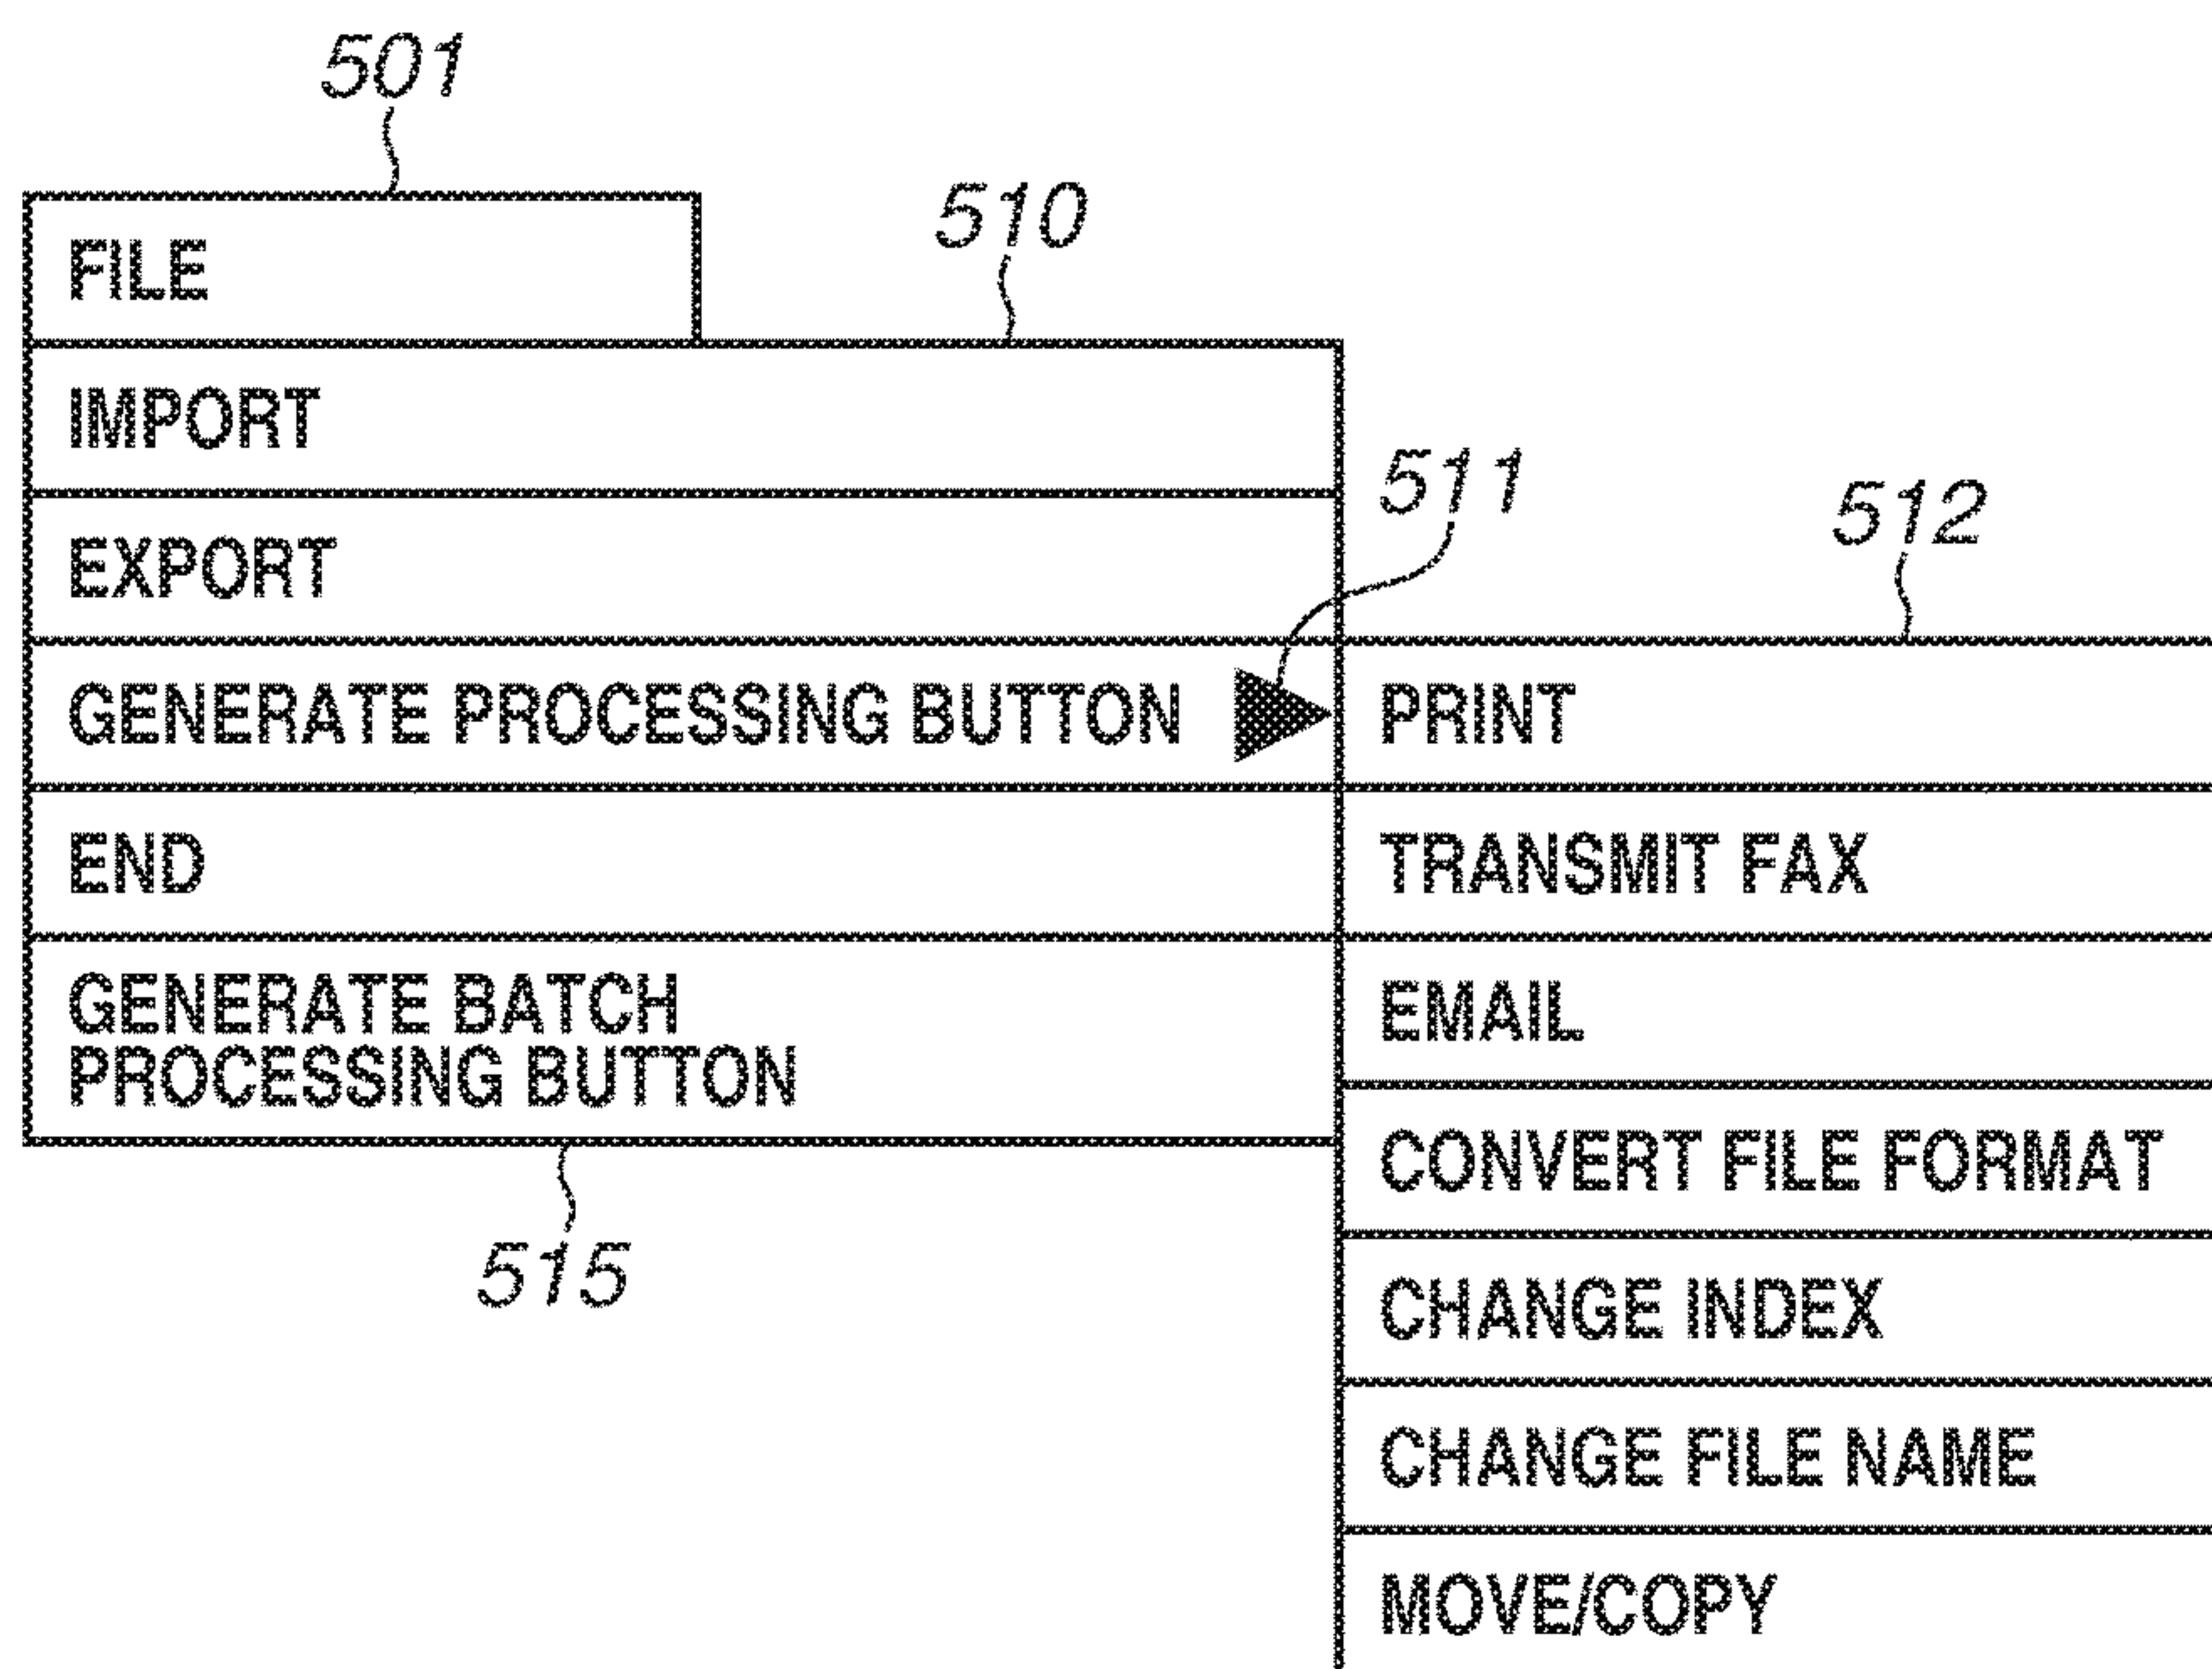 501
510
FILE
IMPORT
511
512
EXPORT
GENERATE PROCESSING BUTTON
PRINT
END
TRANSMIT FAX
GENERATE BATCH
PROCESSING BUTTON
EMAIL
CONVERT FILE FORMAT
515
CHANGE INDEX
CHANGE FILE NAME
MOVE/COPY